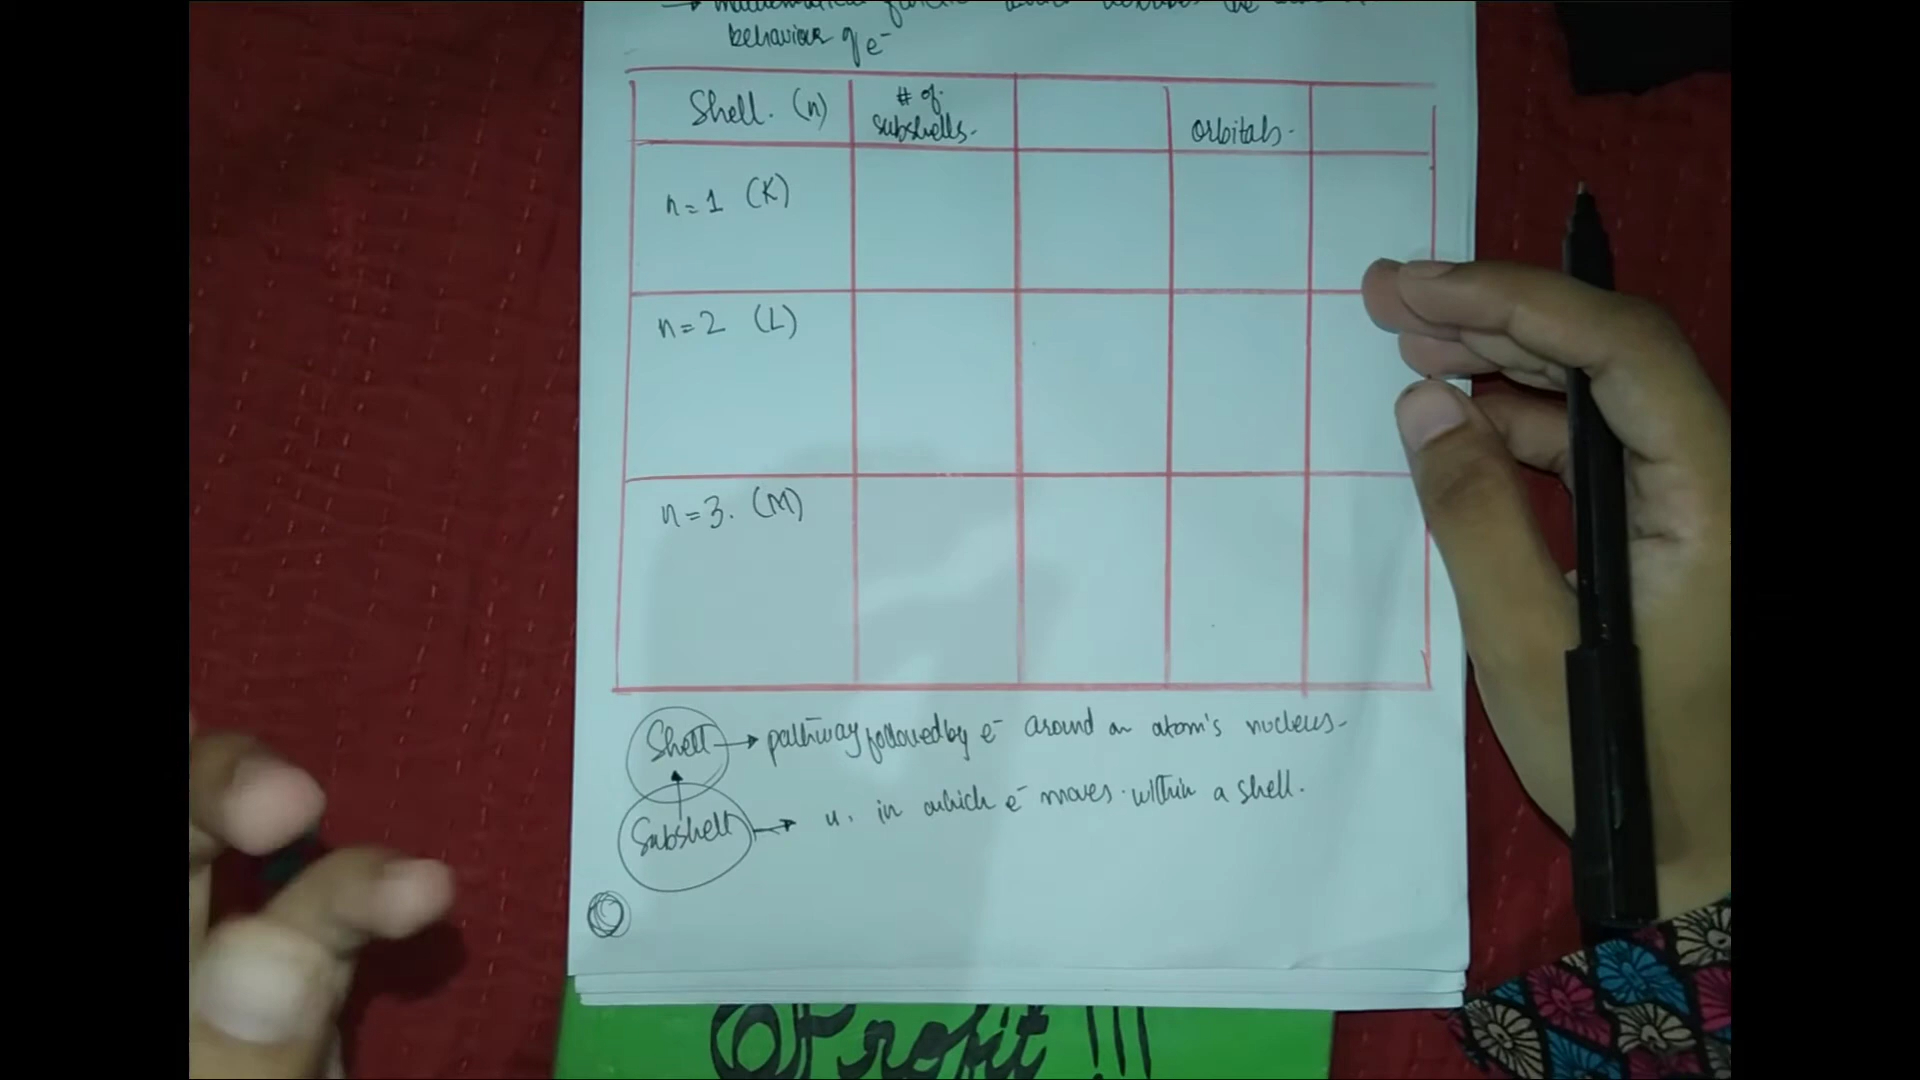 behaviour of e⁻
Shell. (n)
# of subshells.
orbitals.
n=1 (K)
n=2 (L)
n=3. (M)
Shell → pathway followed by e⁻ around an atom's nucleus.
Subshell → u. in which e⁻ moves within a shell.
Profit !!!